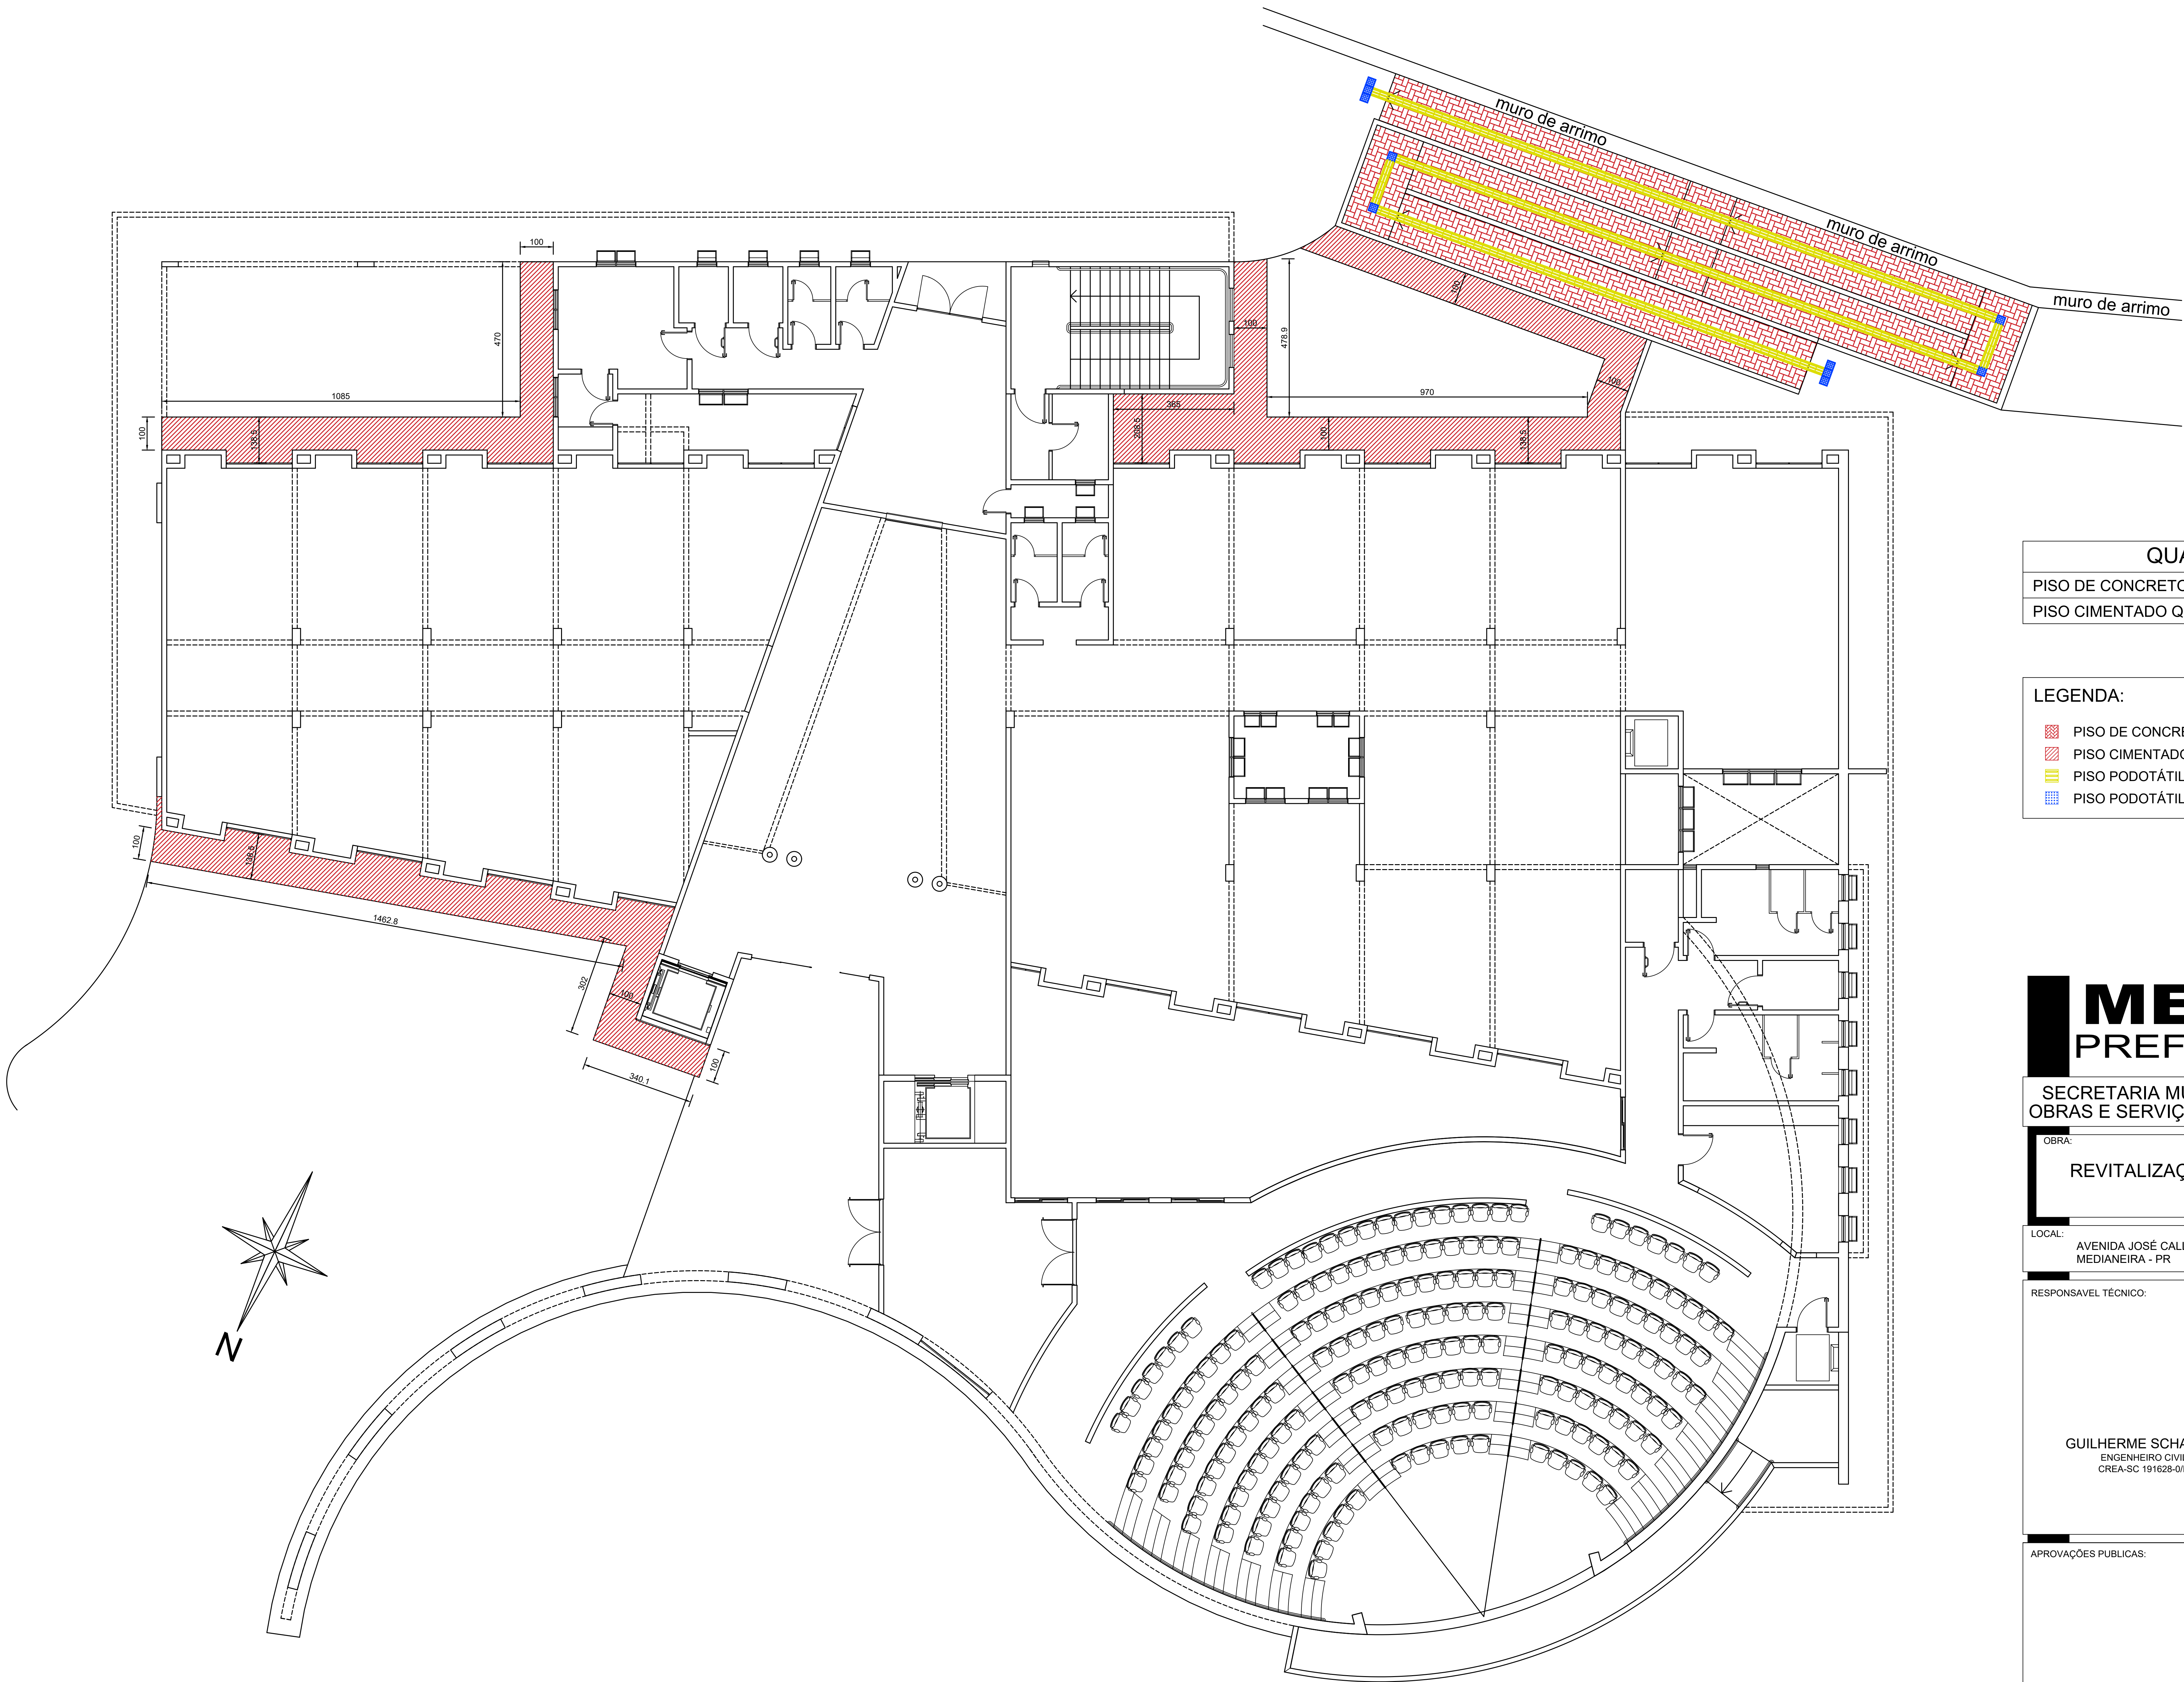 muro de arrimo
muro de arrimo
muro de arrimo
100
470
1085
100
138.5
100
478.9
365
208.5
970
100
138.5
100
100
100
138.5
1462.8
302
100
340.1
100
N
QUA
PISO DE CONCRETO
PISO CIMENTADO Q
LEGENDA:
PISO DE CONCRE
PISO CIMENTADO
PISO PODOTÁTIL
PISO PODOTÁTIL
ME
PREF
SECRETARIA MU
OBRAS E SERVIÇ
OBRA:
REVITALIZAÇ
LOCAL:
AVENIDA JOSÉ CALL
MEDIANEIRA - PR
RESPONSAVEL TÉCNICO:
GUILHERME SCHA
ENGENHEIRO CIVIL
CREA-SC 191628-0/
APROVAÇÕES PUBLICAS: